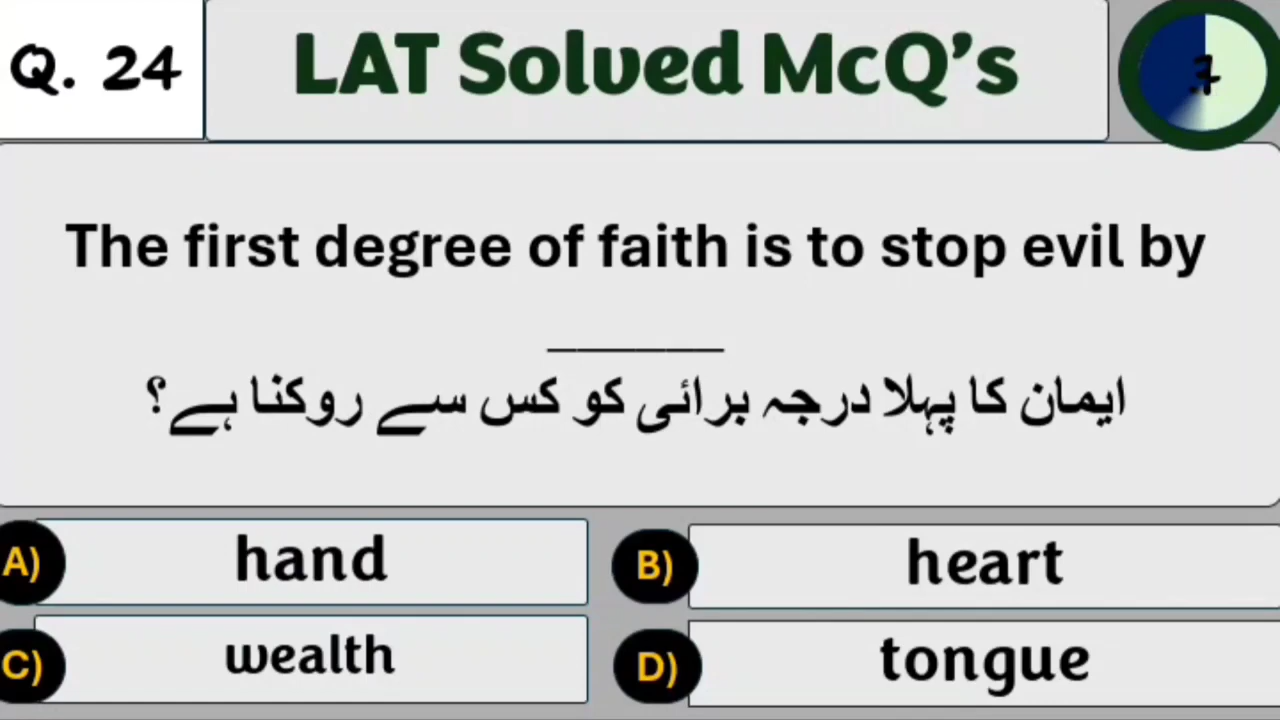 Q. 24
LAT Solved McQ's
The first degree of faith is to stop evil by
______
ایمان کا پہلا درجہ برائی کو کس سے روکنا ہے؟
A) hand
B) heart
C) wealth
D) tongue